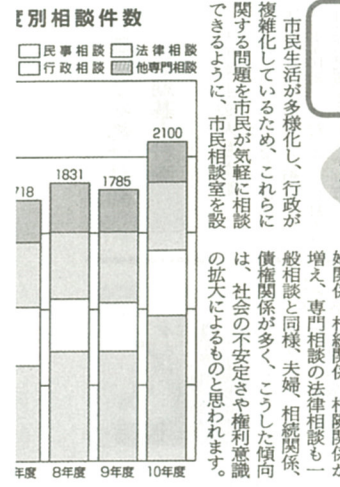 度別相談件数
民事相談 法律相談
行政相談 他専門相談
718
1831
1785
2100
年度
8年度
9年度
10年度
市民生活が多様化し、行政が
複雑化しているため、これらに
関する問題を市民が気軽に相談
できるように、市民相談室を設
増え、専門相談の法律相談も一
般相談と同様、夫婦、相続関係、
債権関係が多く、こうした傾向
は、社会の不安定さや権利意識
の拡大によるものと思われます。